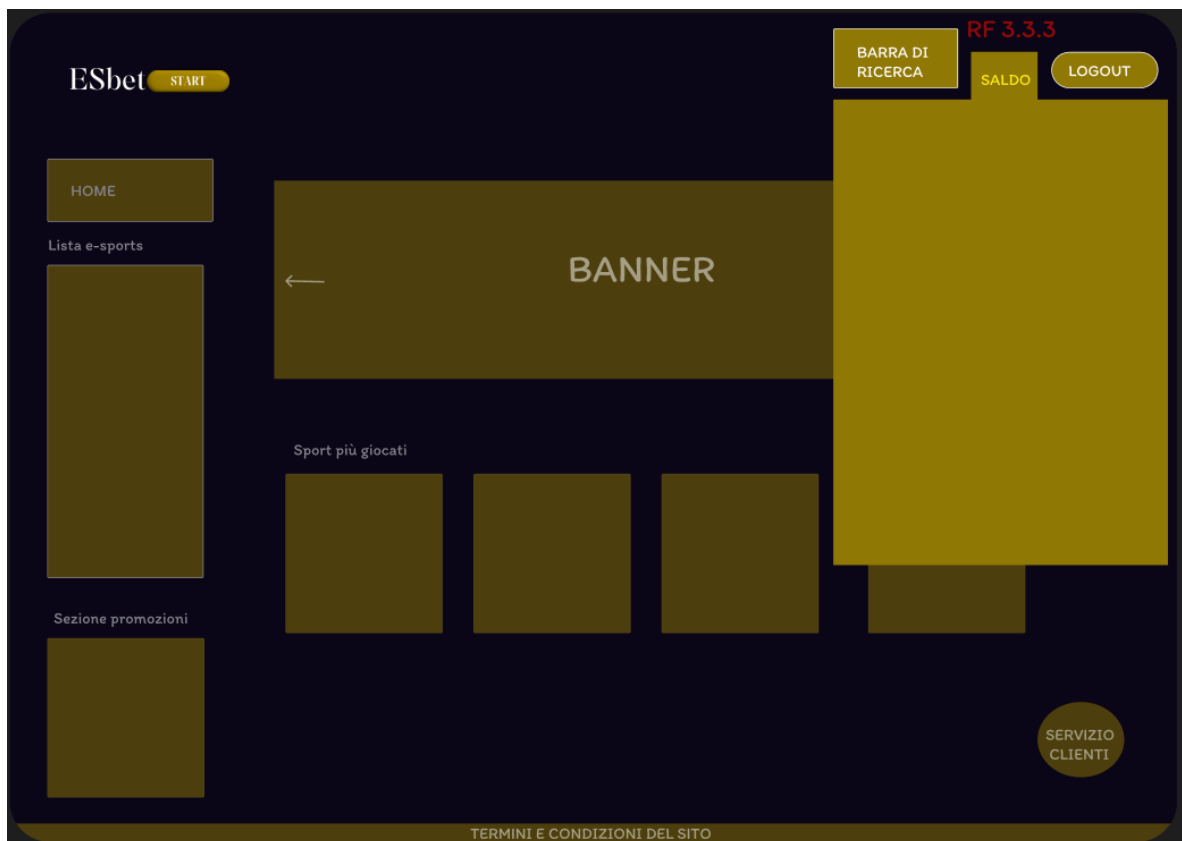 RF 3.3.3
BARRA DI
RICERCA
SALDO
LOGOUT
ESbet START
HOME
Lista e-sports
BANNER
Sport più giocati
Sezione promozioni
SERVIZIO
CLIENTI
TERMINI E CONDIZIONI DEL SITO